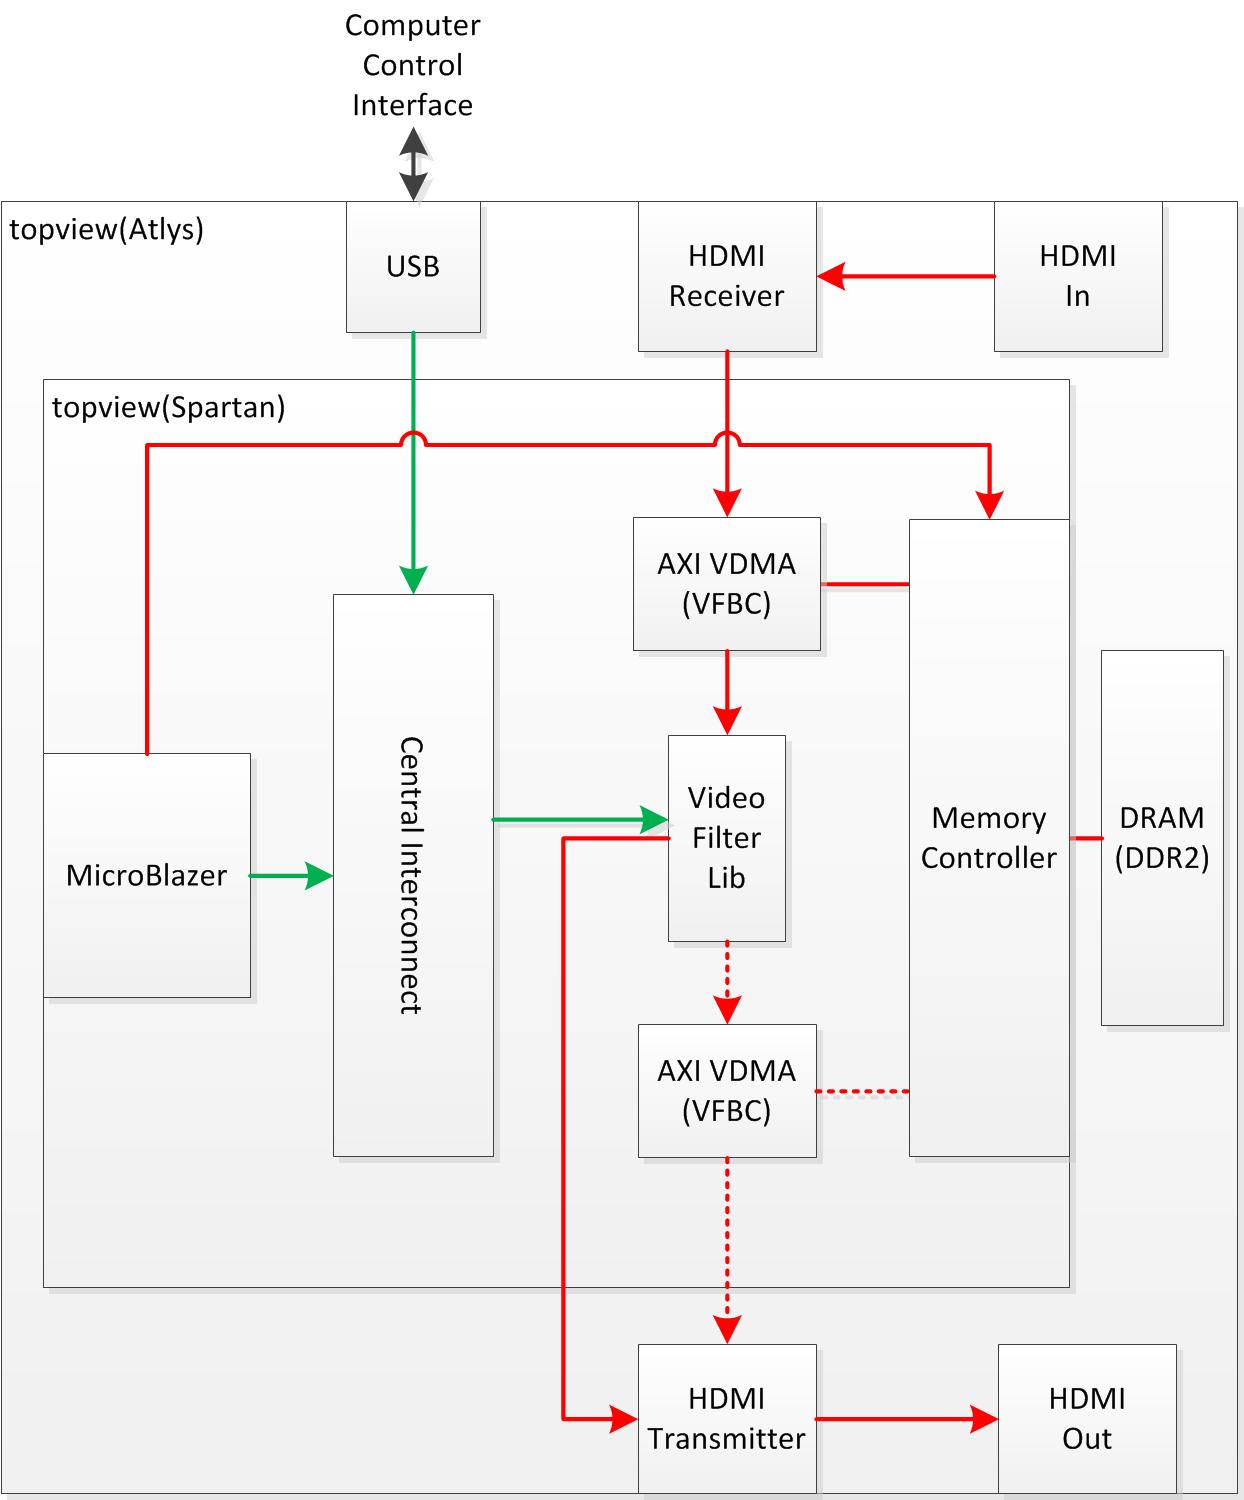 Computer
Control
Interface
topview(Atlys)
USB
HDMI
Receiver
HDMI
In
topview(Spartan)
AXI VDMA
(VFBC)
Central Interconnect
MicroBlazer
Video
Filter
Lib
Memory
Controller
DRAM
(DDR2)
AXI VDMA
(VFBC)
HDMI
Transmitter
HDMI
Out